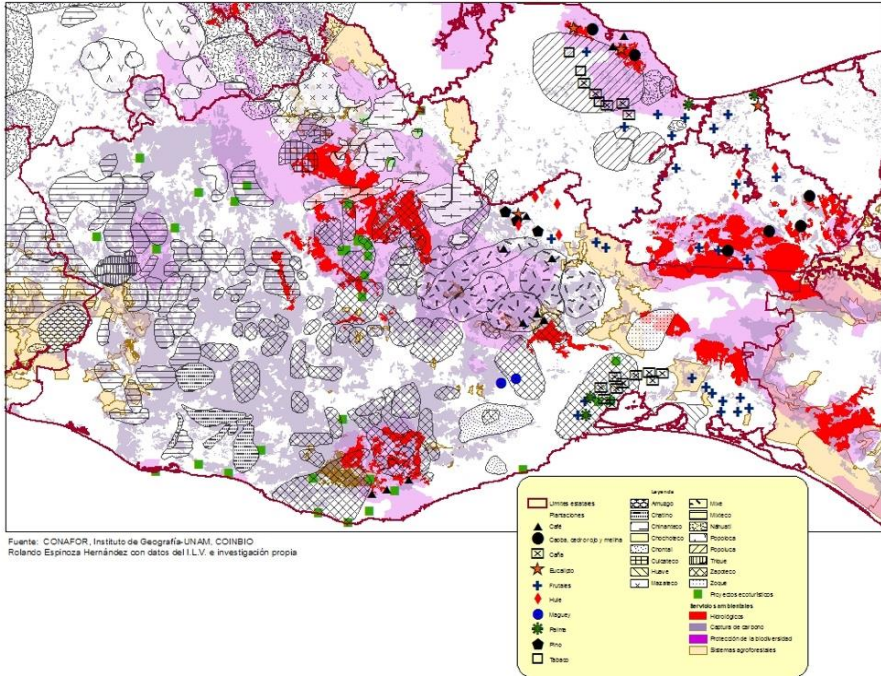 Fuente: CONAFOR, Instituto de Geografía-UNAM, COINBIO
Rolando Espinoza Hernández con datos del I.L.V. e investigación propia
Leyenda
Límites estatales
Plantaciones
Café
Caoba, cedro rojo y melina
Caña
Eucalipto
Frutales
Hule
Maguey
Palma
Pino
Tabaco
Amuzgo
Chatino
Chinanteco
Chocholteco
Chontal
Cuicateco
Huave
Mazateco
Mixe
Mixteco
Náhuatl
Popoloca
Popoluca
Trique
Zapoteco
Zoque
Proyectos ecoturísticos
Servicios ambientales
Hidrológicos
Captura de carbono
Protección de la biodiversidad
Sistemas agroforestales